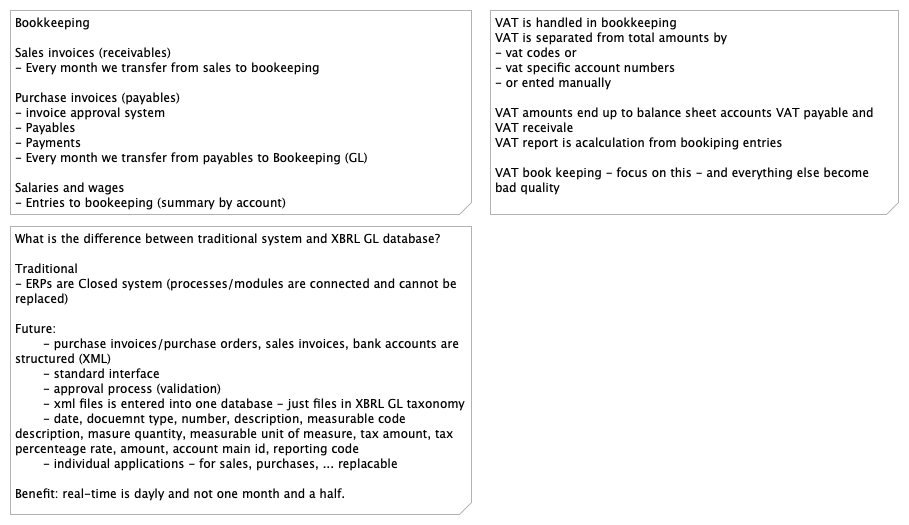 Bookkeeping
Sales invoices (receivables)
- Every month we transfer from sales to bookeeping
Purchase invoices (payables)
- invoice approval system
- Payables
- Payments
- Every month we transfer from payables to Bookeeping (GL)
Salaries and wages
- Entries to bookeeping (summary by account)
VAT is handled in bookkeeping
VAT is separated from total amounts by
- vat codes or
- vat specific account numbers
- or ented manually
VAT amounts end up to balance sheet accounts VAT payable and
VAT receivale
VAT report is acalculation from bookiping entries
VAT book keeping - focus on this - and everything else become
bad quality
What is the difference between traditional system and XBRL GL database?
Traditional
- ERPs are Closed system (processes/modules are connected and cannot be
replaced)
Future:
- purchase invoices/purchase orders, sales invoices, bank accounts are
structured (XML)
- standard interface
- approval process (validation)
- xml files is entered into one database - just files in XBRL GL taxonomy
- date, docuemnt type, number, description, measurable code
description, masure quantity, measurable unit of measure, tax amount, tax
percenteage rate, amount, account main id, reporting code
- individual applications - for sales, purchases, ... replacable
Benefit: real-time is dayly and not one month and a half.